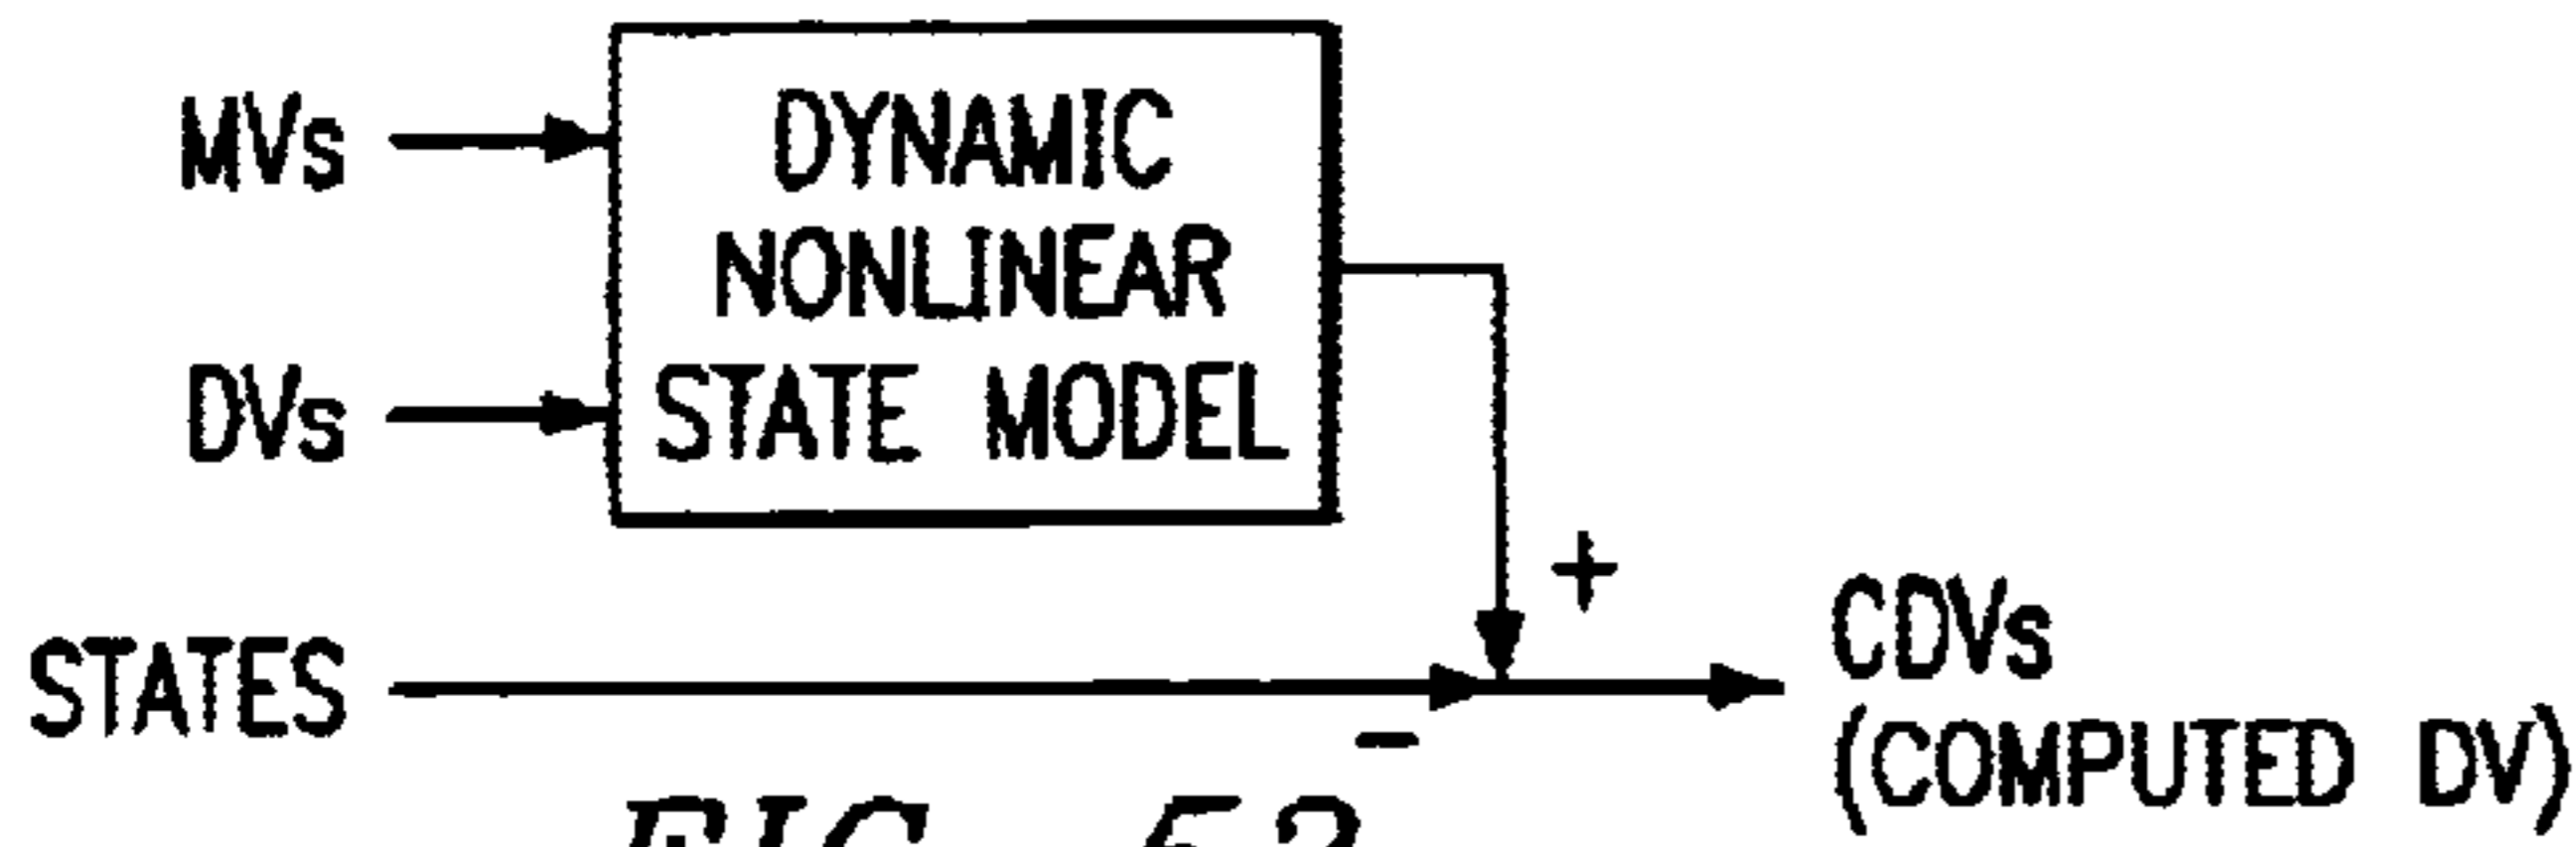 MVs
DYNAMIC
NONLINEAR
STATE MODEL
DVs
+
STATES
-
CDVs
(COMPUTED DV)